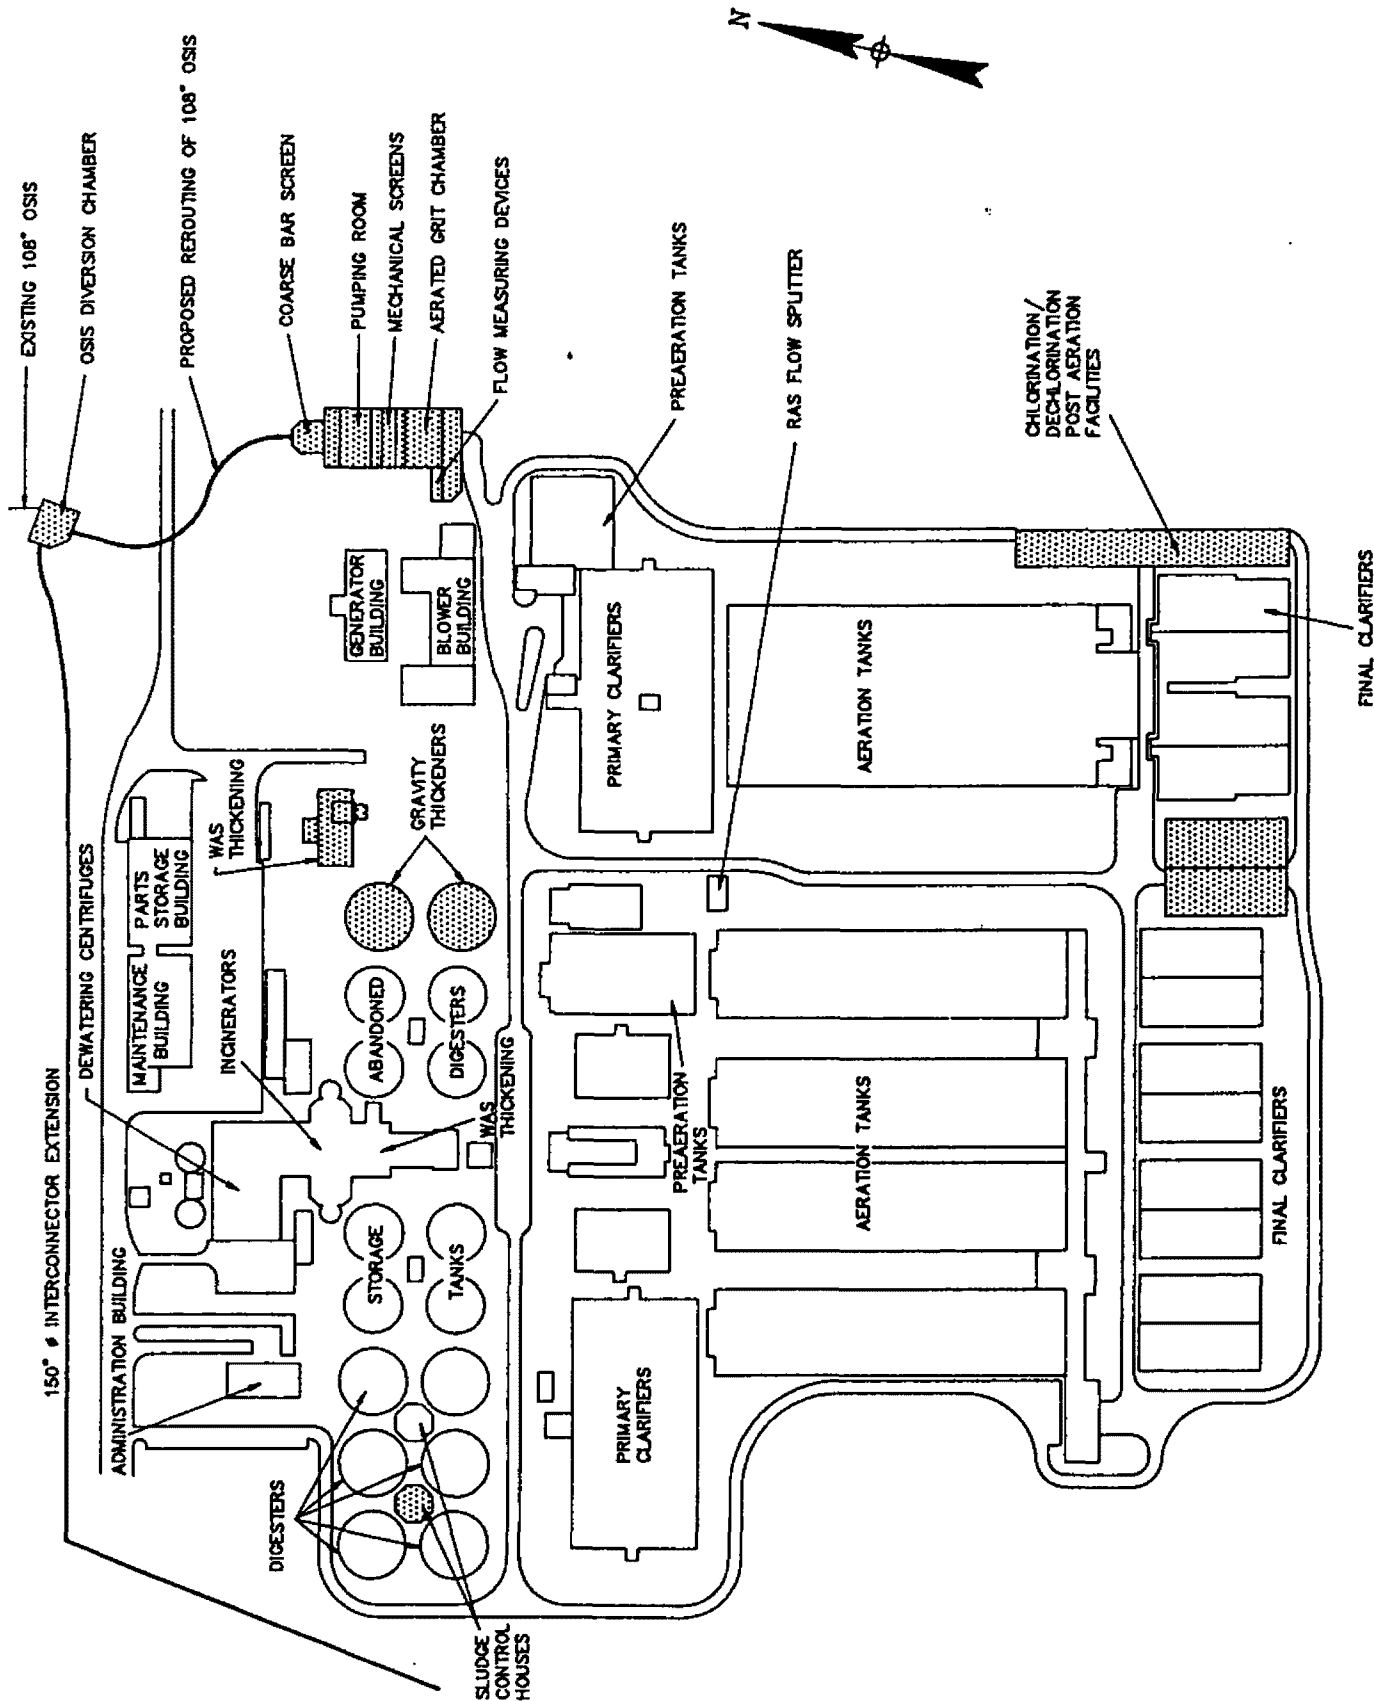 EXISTING 108" OSIS
OSIS DIVERSION CHAMBER
PROPOSED REROUTING OF 108" OSIS
COARSE BAR SCREEN
PUMPING ROOM
MECHANICAL SCREENS
AERATED GRIT CHAMBER
FLOW MEASURING DEVICES
PREAERATION TANKS
RAS FLOW SPLITTER
CHLORINATION/
DECHLORINATION
POST AERATION
FACILITIES
FINAL CLARIFIERS
N
GENERATOR
BUILDING
BLOWER
BUILDING
PRIMARY CLARIFIERS
AERATION TANKS
WAS
THICKENING
GRAVITY
THICKENERS
PARTS
STORAGE
BUILDING
MAINTENANCE
BUILDING
DEWATERING CENTRIFUGES
INCINERATORS
ABANDONED
DIGESTERS
WAS
THICKENING
PREAERATION
TANKS
AERATION TANKS
FINAL CLARIFIERS
150" ø INTERCONNECTOR EXTENSION
ADMINISTRATION BUILDING
STORAGE
TANKS
DIGESTERS
PRIMARY
CLARIFIERS
SLUDGE
CONTROL
HOUSES